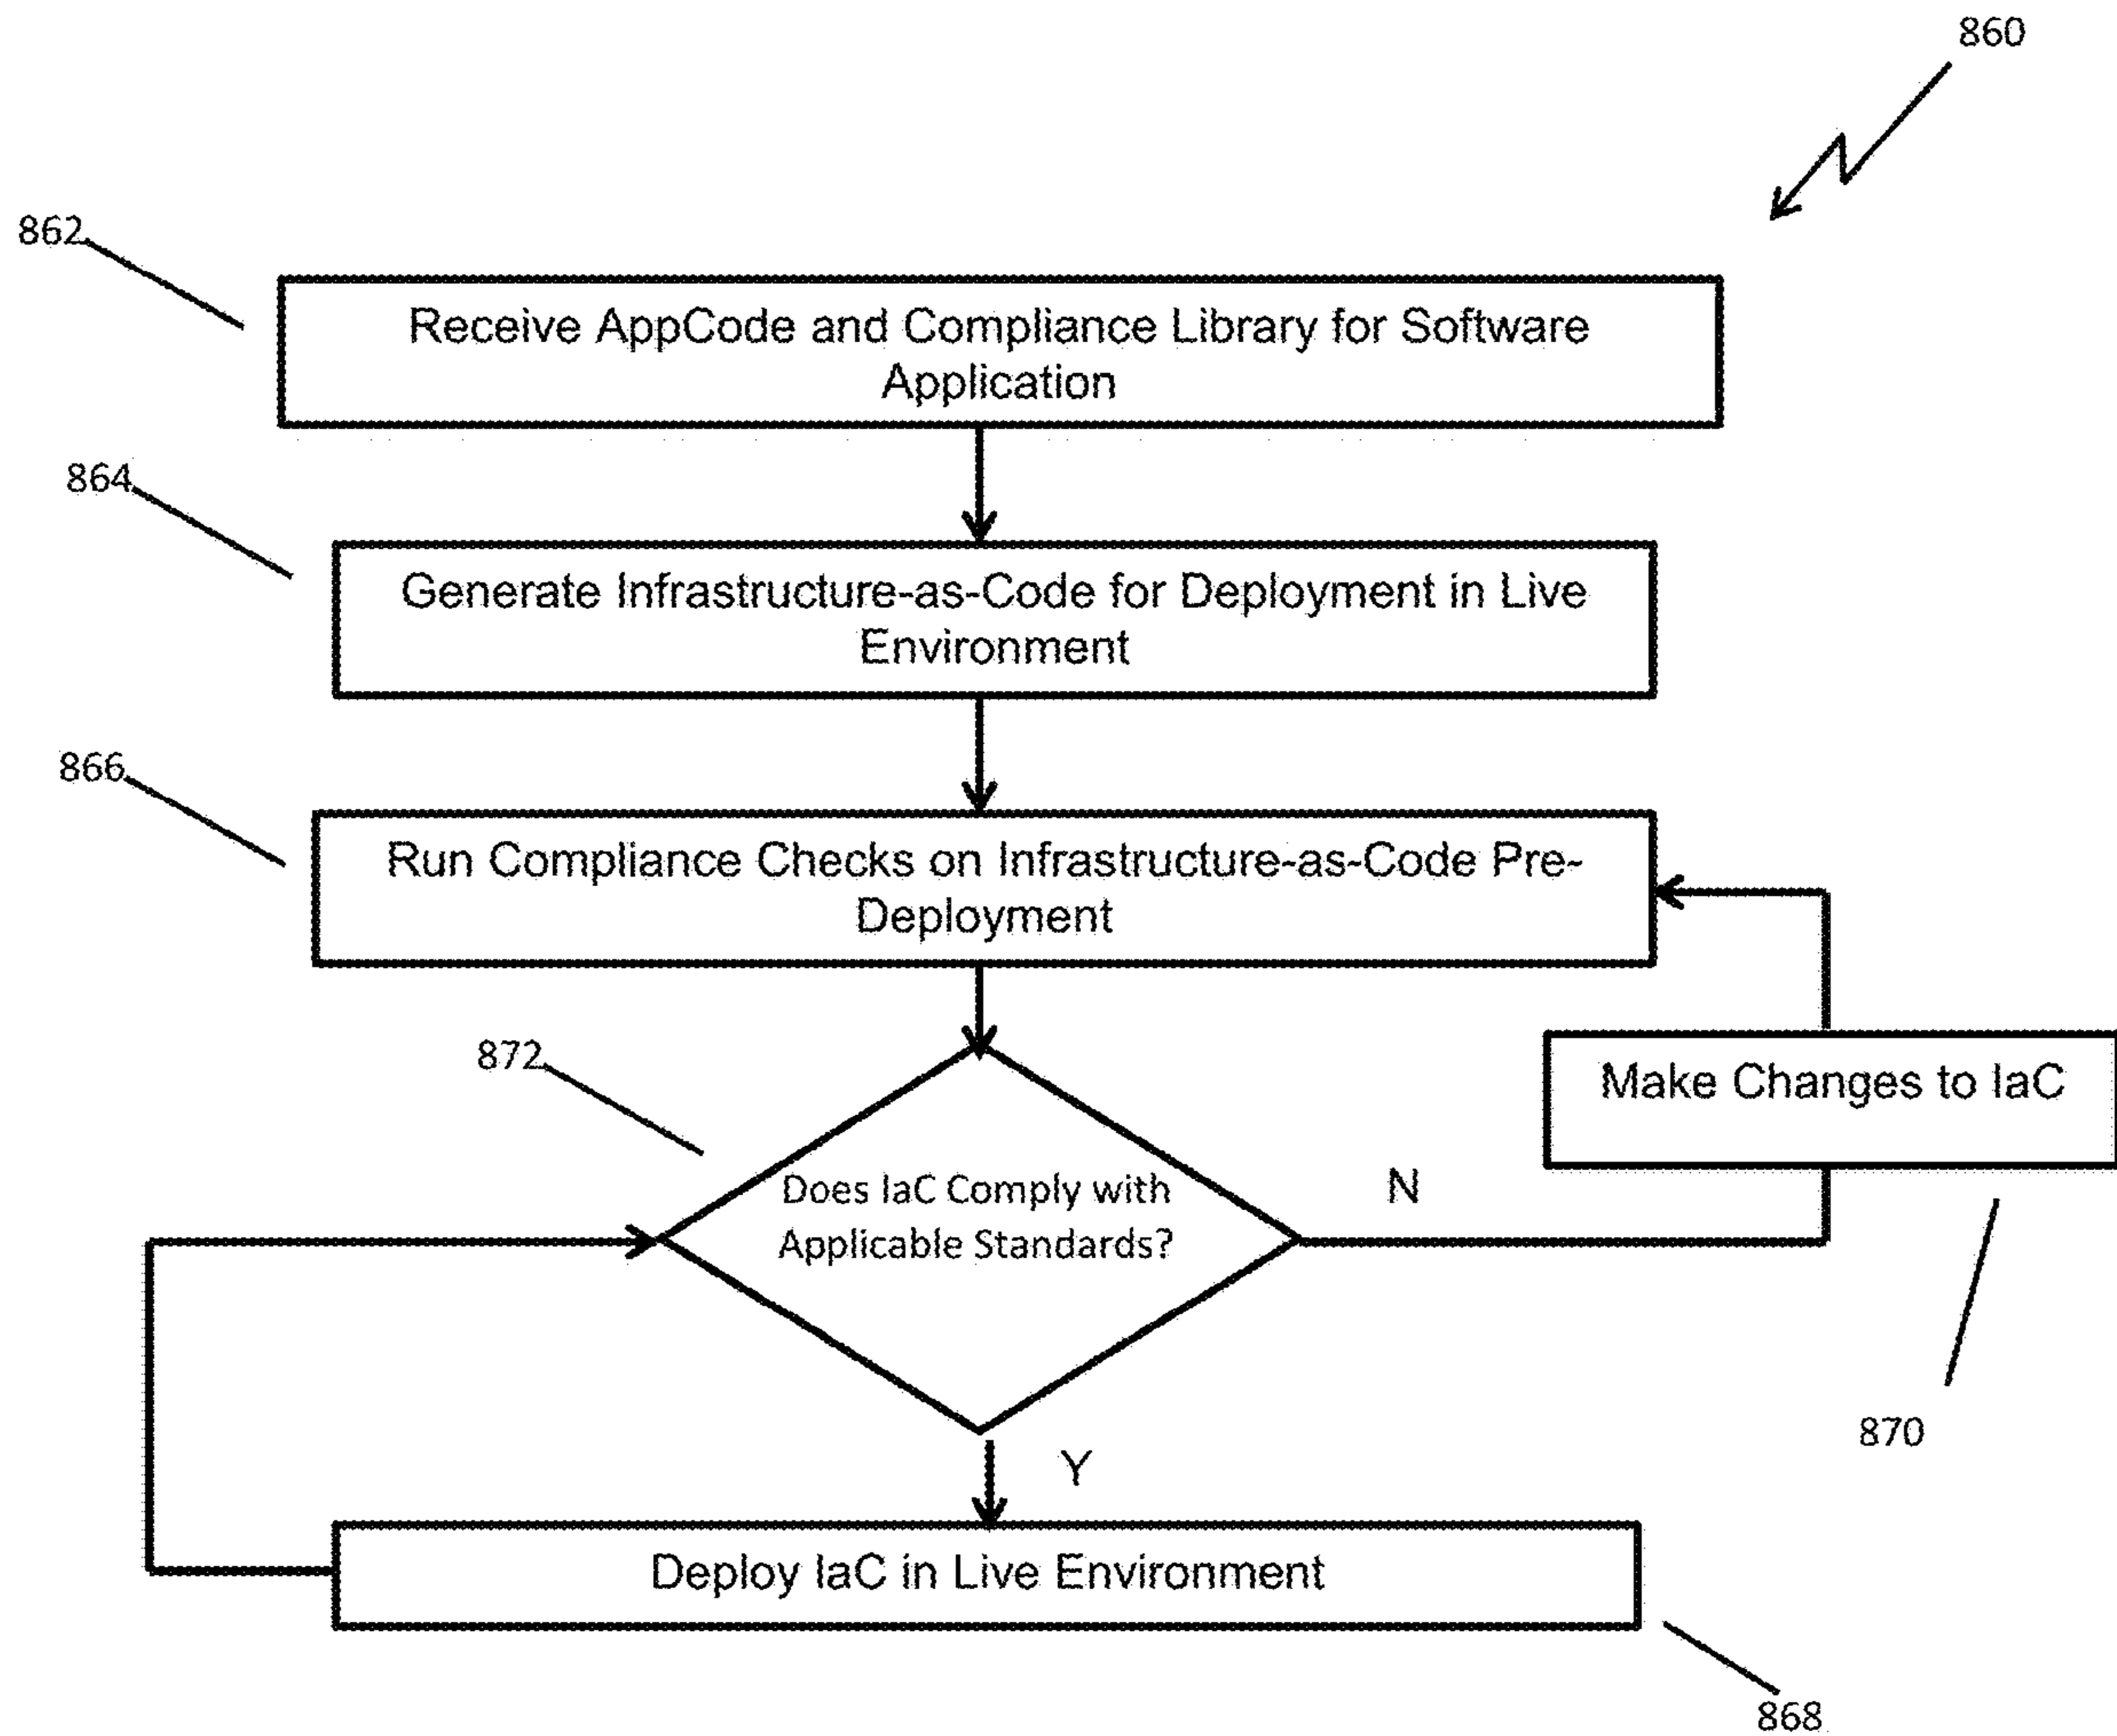 860
862
Receive AppCode and Compliance Library for Software
Application
864
Generate Infrastructure-as-Code for Deployment in Live
Environment
866
Run Compliance Checks on Infrastructure-as-Code Pre-
Deployment
872
Make Changes to IaC
Does IaC Comply with
Applicable Standards?
N
870
Y
Deploy IaC in Live Environment
868